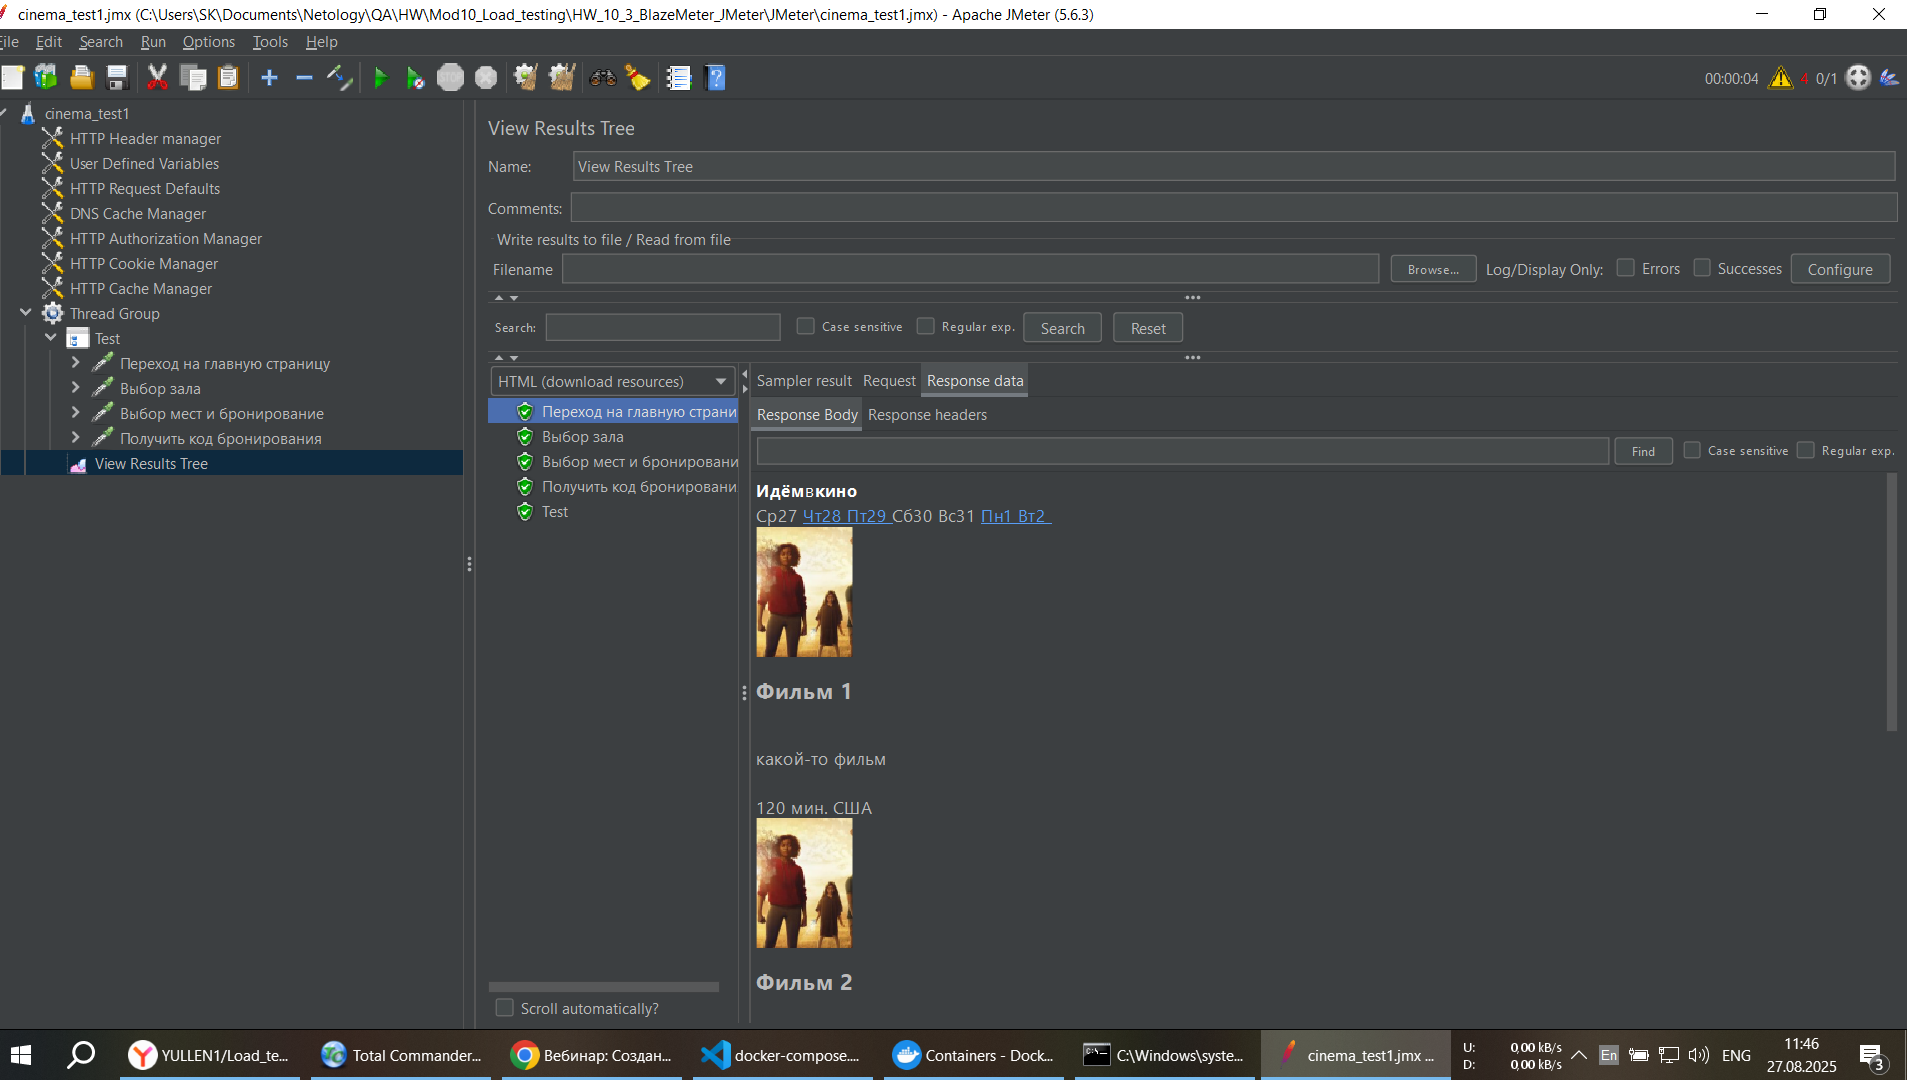 cinema_test1.jmx (C:\Users\SK\Documents\Netology\QA\HW\Mod10_Load_testing\HW_10_3_BlazeMeter_JMeter\JMeter\cinema_test1.jmx) - Apache JMeter (5.6.3)
File Edit Search Run Options Tools Help
STOP
00:00:04 4 0/1
cinema_test1
HTTP Header manager
User Defined Variables
HTTP Request Defaults
DNS Cache Manager
HTTP Authorization Manager
HTTP Cookie Manager
HTTP Cache Manager
Thread Group
Test
Переход на главную страницу
Выбор зала
Выбор мест и бронирование
Получить код бронирования
View Results Tree
View Results Tree
Name: View Results Tree
Comments:
Write results to file / Read from file
Filename Browse... Log/Display Only: Errors Successes Configure
Search: Case sensitive Regular exp. Search Reset
HTML (download resources)
Переход на главную страни
Выбор зала
Выбор мест и бронировани
Получить код бронировани
Test
Scroll automatically?
Sampler result Request Response data
Response Body Response headers
Find Case sensitive Regular exp.
Идёмвкино
Ср27 Чт28 Пт29 Сб30 Вс31 Пн1 Вт2
Фильм 1
какой-то фильм
120 мин. США
Фильм 2
YULLEN1/Load_te...
Total Commander...
Вебинар: Создан...
docker-compose....
Containers - Dock...
C:\Windows\syste...
cinema_test1.jmx ...
U: 0,00 kB/s
D: 0,00 kB/s
En
ENG
11:46
27.08.2025
3